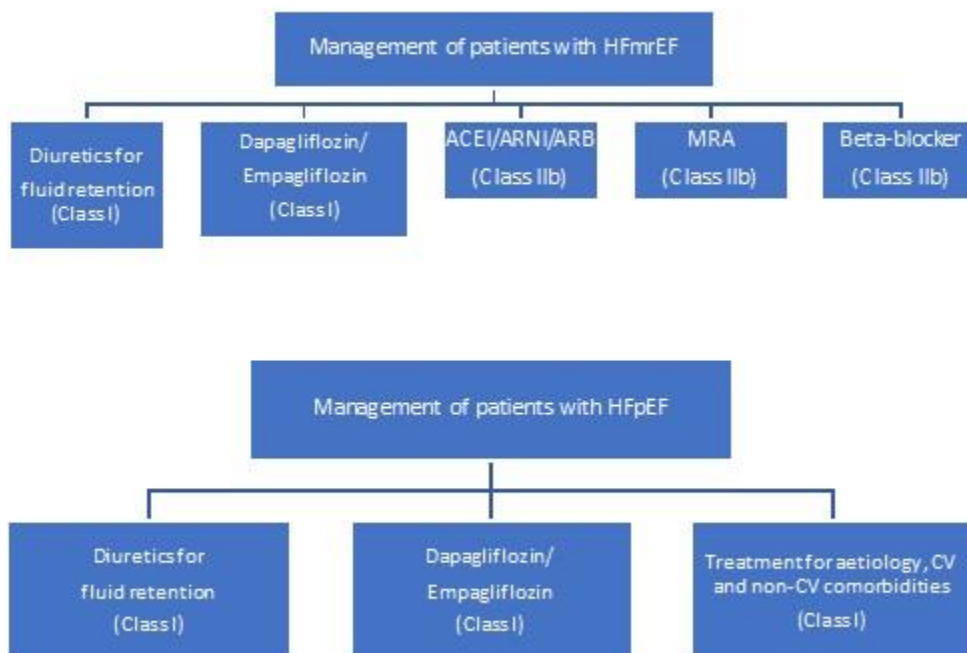 Management of patients with HFmrEF
Diuretics for
fluid retention
(Class I)
Dapagliflozin/
Empagliflozin
(Class I)
ACEI/ARNI/ARB
(Class IIb)
MRA
(Class IIb)
Beta-blocker
(Class IIb)
Management of patients with HFpEF
Diuretics for
fluid retention
(Class I)
Dapagliflozin/
Empagliflozin
(Class I)
Treatment for aetiology, CV
and non-CV comorbidities
(Class I)